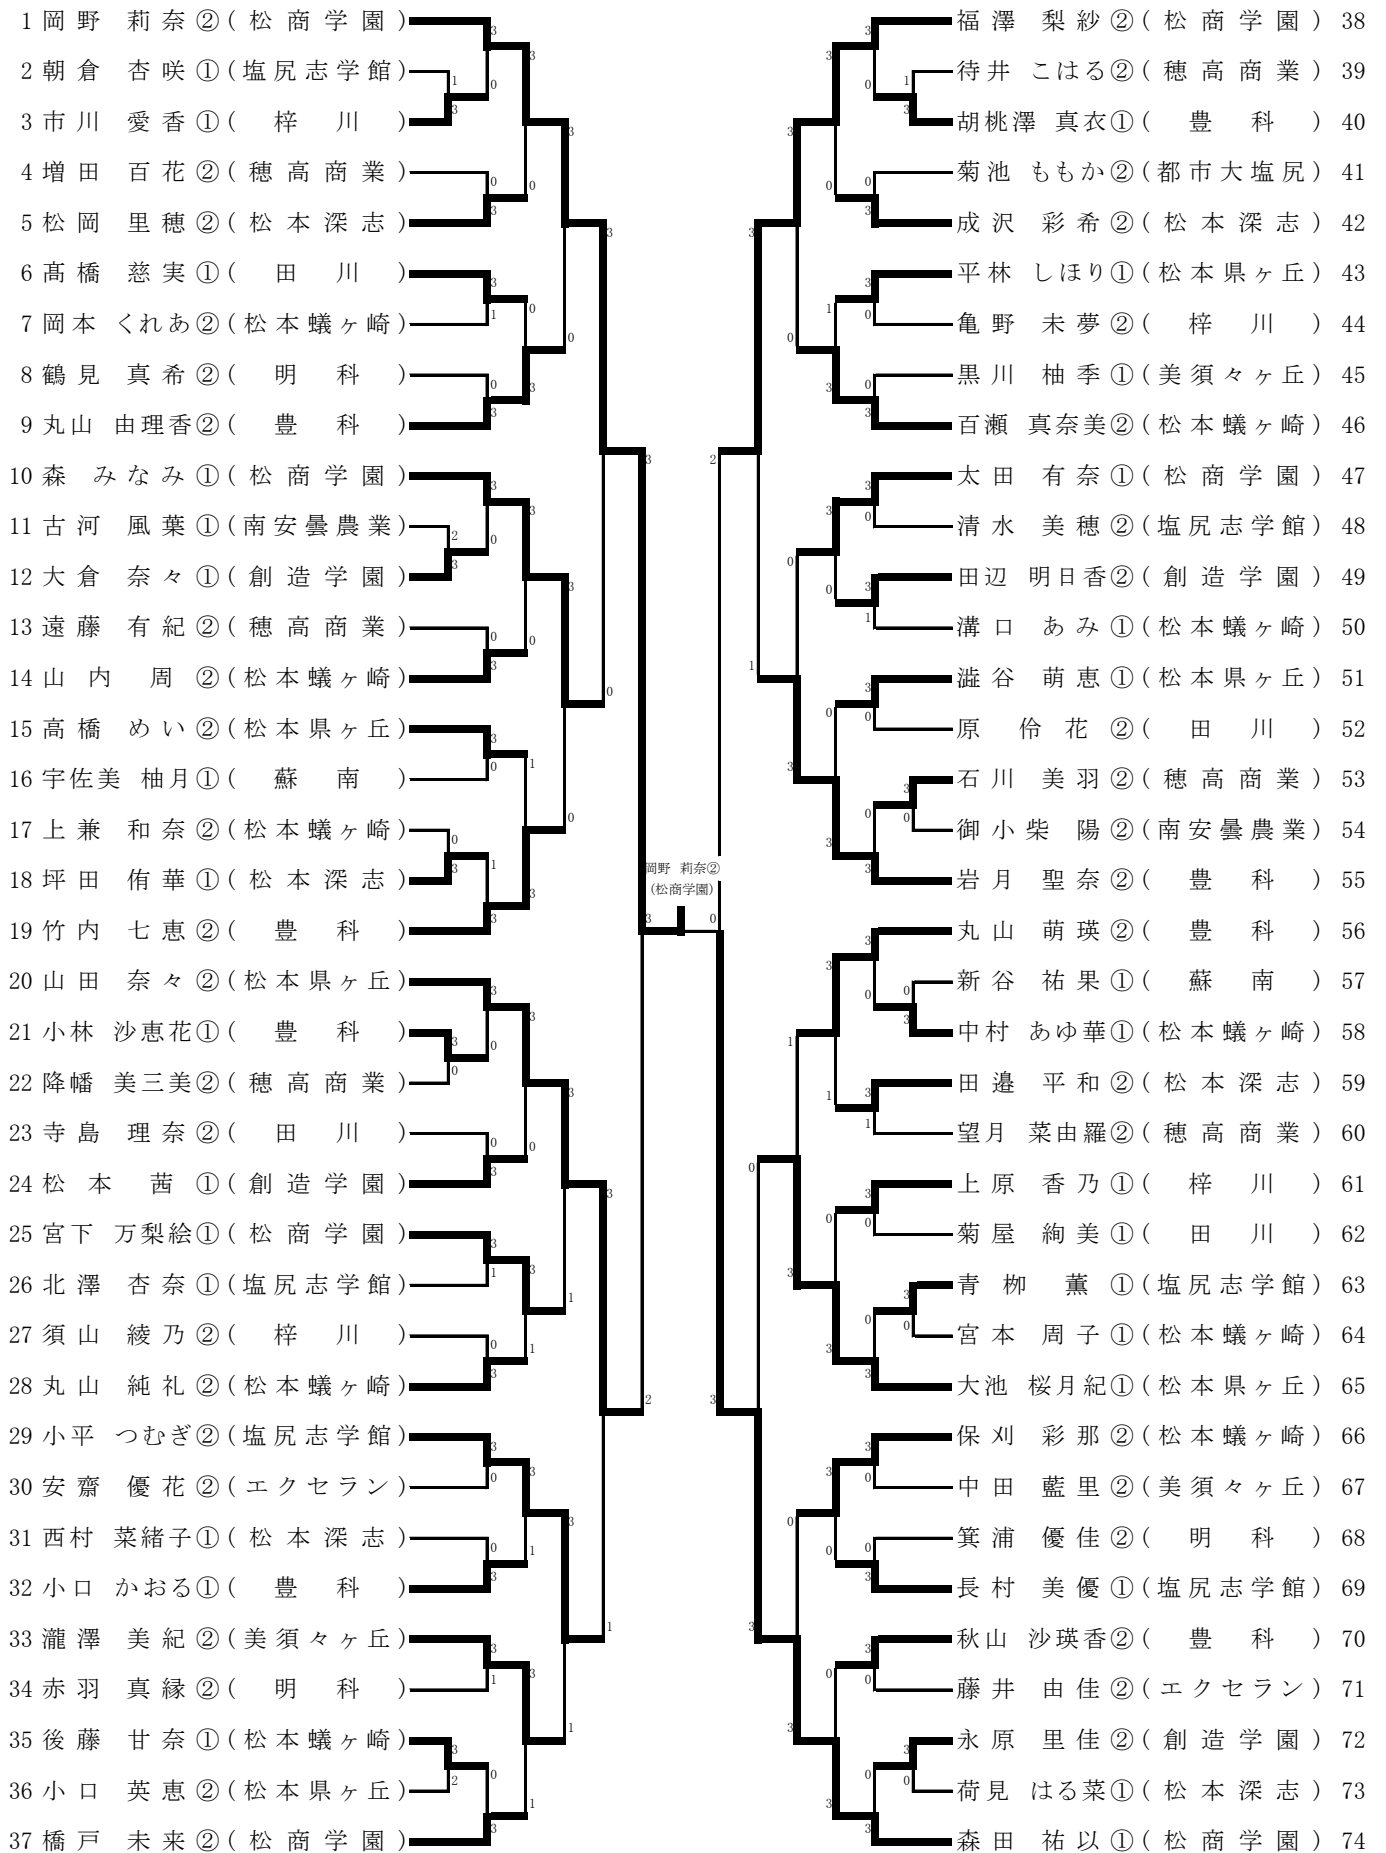 1 岡野 莉奈②(松商学園)
2 朝倉 杏咲①(塩尻志学館)
3 市川 愛香①(梓川)
4 増田 百花②(穂高商業)
5 松岡 里穂②(松本深志)
6 髙橋 慈実①(田川)
7 岡本 くれあ②(松本蟻ヶ崎)
8 鶴見 真希②(明科)
9 丸山 由理香②(豊科)
10 森 みなみ①(松商学園)
11 古河 風葉①(南安曇農業)
12 大倉 奈々①(創造学園)
13 遠藤 有紀②(穂高商業)
14 山内 周②(松本蟻ヶ崎)
15 高橋 めい②(松本県ヶ丘)
16 宇佐美 柚月①(蘇南)
17 上兼 和奈②(松本蟻ヶ崎)
18 坪田 侑華①(松本深志)
19 竹内 七恵②(豊科)
20 山田 奈々②(松本県ヶ丘)
21 小林 沙恵花①(豊科)
22 降幡 美三美②(穂高商業)
23 寺島 理奈②(田川)
24 松本 茜①(創造学園)
25 宮下 万梨絵①(松商学園)
26 北澤 杏奈①(塩尻志学館)
27 須山 綾乃②(梓川)
28 丸山 純礼②(松本蟻ヶ崎)
29 小平 つむぎ②(塩尻志学館)
30 安齋 優花②(エクセラン)
31 西村 菜緒子①(松本深志)
32 小口 かおる①(豊科)
33 瀧澤 美紀②(美須々ヶ丘)
34 赤羽 真縁②(明科)
35 後藤 甘奈①(松本蟻ヶ崎)
36 小口 英恵②(松本県ヶ丘)
37 橋戸 未来②(松商学園)
岡野 莉奈②
(松商学園)
3 0
福澤 梨紗②(松商学園) 38
待井 こはる②(穂高商業) 39
胡桃澤 真衣①(豊科) 40
菊池 ももか②(都市大塩尻) 41
成沢 彩希②(松本深志) 42
平林 しほり①(松本県ヶ丘) 43
亀野 未夢②(梓川) 44
黒川 柚季①(美須々ヶ丘) 45
百瀬 真奈美②(松本蟻ヶ崎) 46
太田 有奈①(松商学園) 47
清水 美穂②(塩尻志学館) 48
田辺 明日香②(創造学園) 49
溝口 あみ①(松本蟻ヶ崎) 50
澁谷 萌恵①(松本県ヶ丘) 51
原 伶花②(田川) 52
石川 美羽②(穂高商業) 53
御小柴 陽②(南安曇農業) 54
岩月 聖奈②(豊科) 55
丸山 萌瑛②(豊科) 56
新谷 祐果①(蘇南) 57
中村 あゆ華①(松本蟻ヶ崎) 58
田邉 平和②(松本深志) 59
望月 菜由羅②(穂高商業) 60
上原 香乃①(梓川) 61
菊屋 絢美①(田川) 62
青栁 薫①(塩尻志学館) 63
宮本 周子①(松本蟻ヶ崎) 64
大池 桜月紀①(松本県ヶ丘) 65
保刈 彩那②(松本蟻ヶ崎) 66
中田 藍里②(美須々ヶ丘) 67
箕浦 優佳②(明科) 68
長村 美優①(塩尻志学館) 69
秋山 沙瑛香②(豊科) 70
藤井 由佳②(エクセラン) 71
永原 里佳②(創造学園) 72
荷見 はる菜①(松本深志) 73
森田 祐以①(松商学園) 74